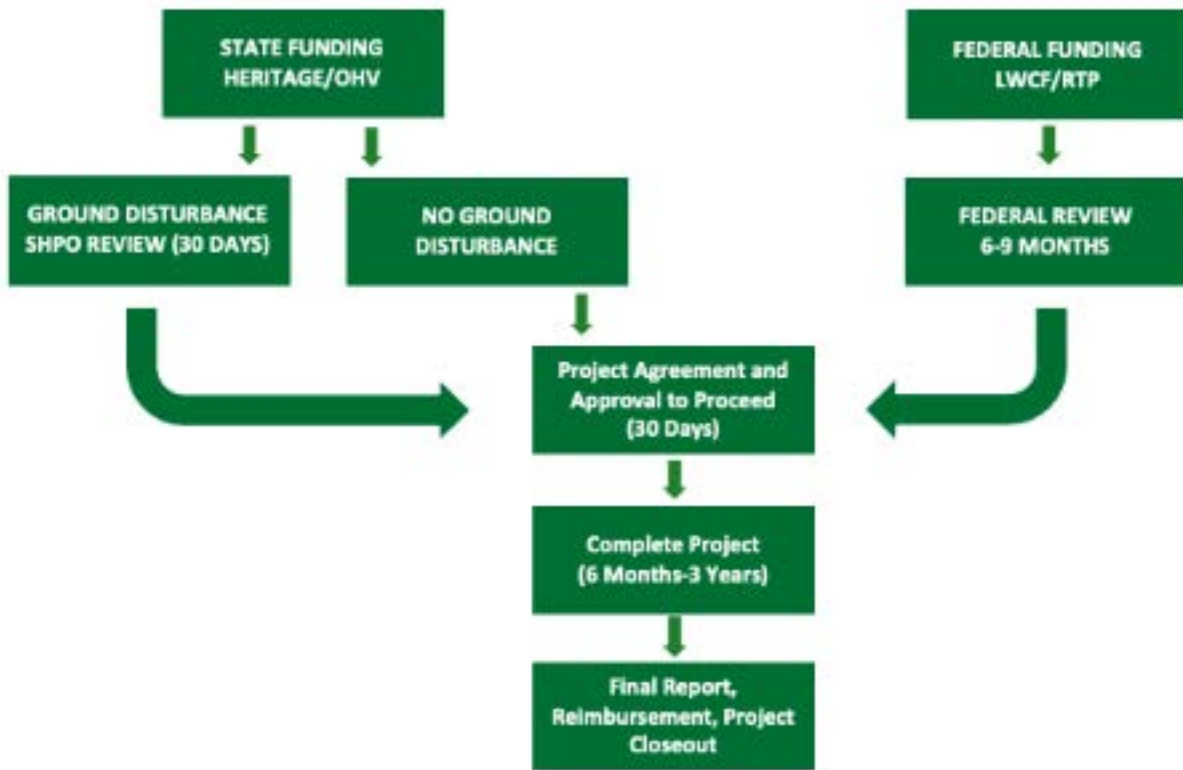 STATE FUNDING
HERITAGE/OHV
FEDERAL FUNDING
LWCF/RTP
GROUND DISTURBANCE
SHPO REVIEW (30 DAYS)
NO GROUND
DISTURBANCE
FEDERAL REVIEW
6-9 MONTHS
Project Agreement and
Approval to Proceed
(30 Days)
Complete Project
(6 Months-3 Years)
Final Report,
Reimbursement, Project
Closeout